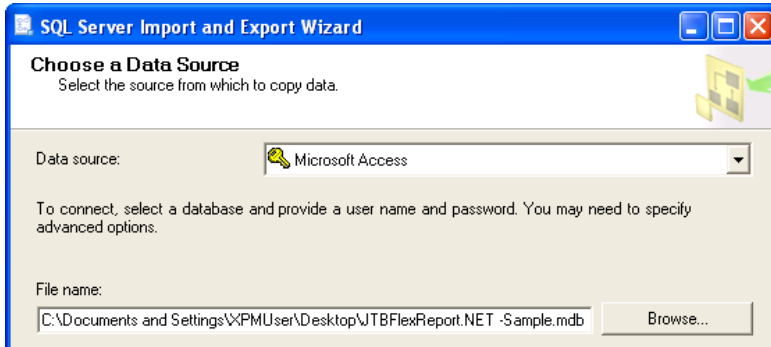 SQL Server Import and Export Wizard
Choose a Data Source
Select the source from which to copy data.
Data source:
Microsoft Access
To connect, select a database and provide a user name and password. You may need to specify
advanced options.
File name:
C:\Documents and Settings\XPMUser\Desktop\JTBFlexReport.NET -Sample.mdb
Browse...